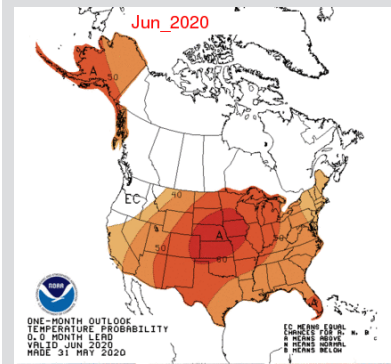 Jun_2020
A
50
EC
40
A
50
50
60
A
NOAA
ONE-MONTH OUTLOOK
TEMPERATURE PROBABILITY
0.0 MONTH LEAD
VALID JUN 2020
MADE 31 MAY 2020
EC MEANS EQUAL
CHANCES FOR A, N, B
A MEANS ABOVE
N MEANS NORMAL
B MEANS BELOW